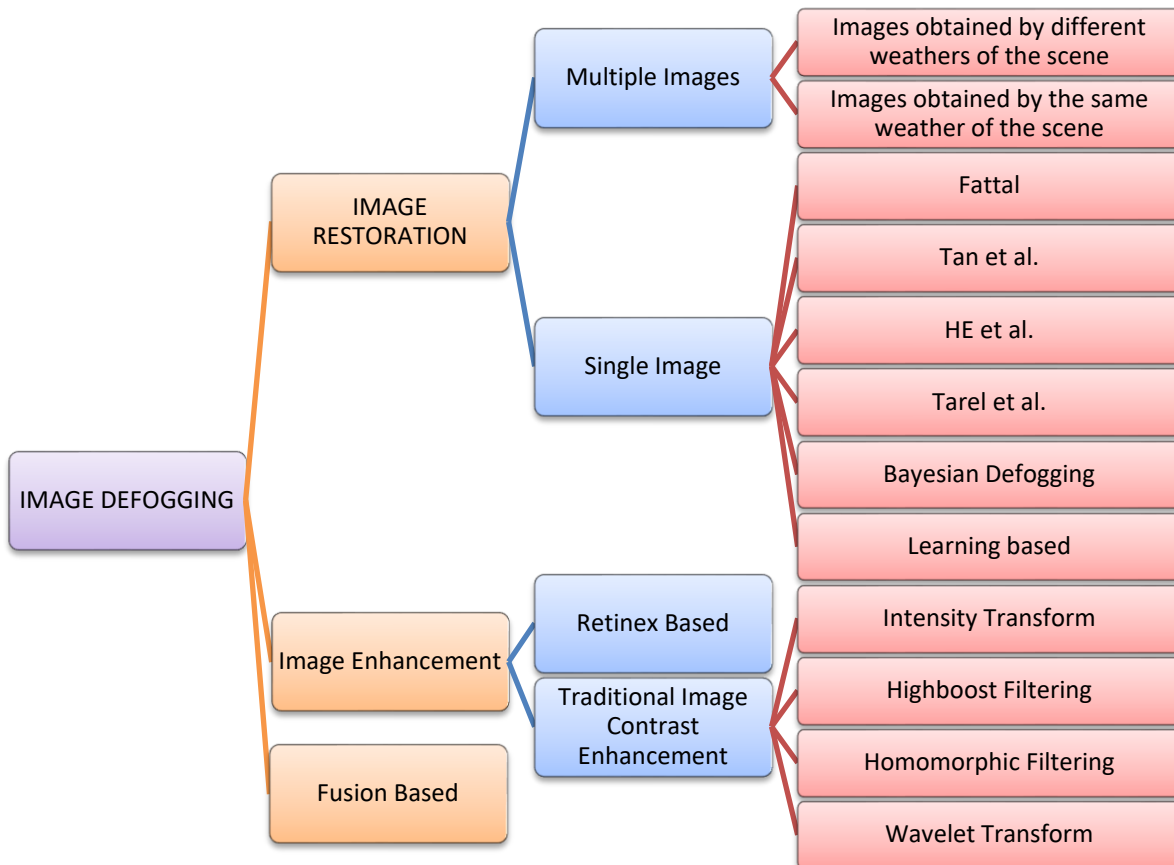 IMAGE DEFOGGING
IMAGE
RESTORATION
Multiple Images
Images obtained by different
weathers of the scene
Images obtained by the same
weather of the scene
Single Image
Fattal
Tan et al.
HE et al.
Tarel et al.
Bayesian Defogging
Learning based
Image Enhancement
Retinex Based
Traditional Image
Contrast
Enhancement
Intensity Transform
Highboost Filtering
Homomorphic Filtering
Wavelet Transform
Fusion Based